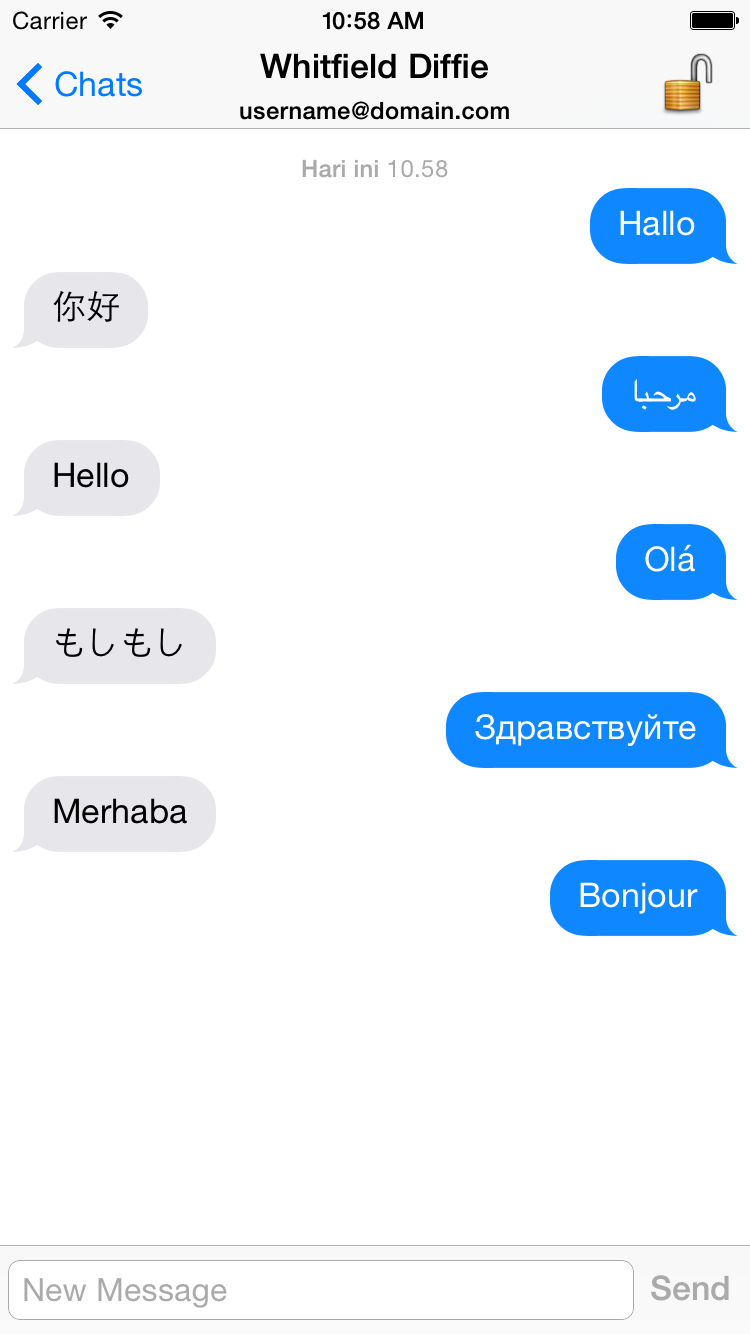 Carrier 10:58 AM
Chats
Whitfield Diffie
username@domain.com
Hari ini 10.58
Hallo
你好
مرحبا
Hello
Olá
もしもし
Здравствуйте
Merhaba
Bonjour
New Message Send